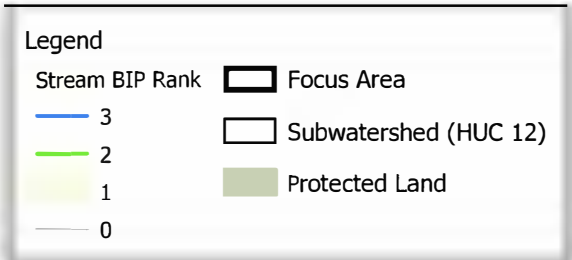 Legend
Stream BIP Rank
3
2
1
0
Focus Area
Subwatershed (HUC 12)
Protected Land